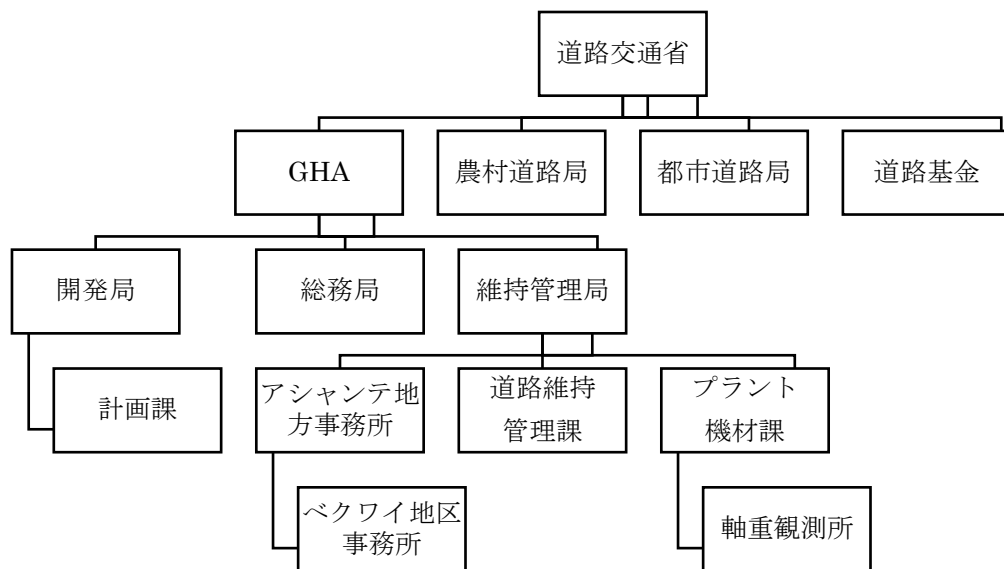 道路交通省
GHA
農村道路局
都市道路局
道路基金
開発局
総務局
維持管理局
計画課
アシャンテ地
方事務所
道路維持
管理課
プラント
機材課
ベクワイ地区
事務所
軸重観測所